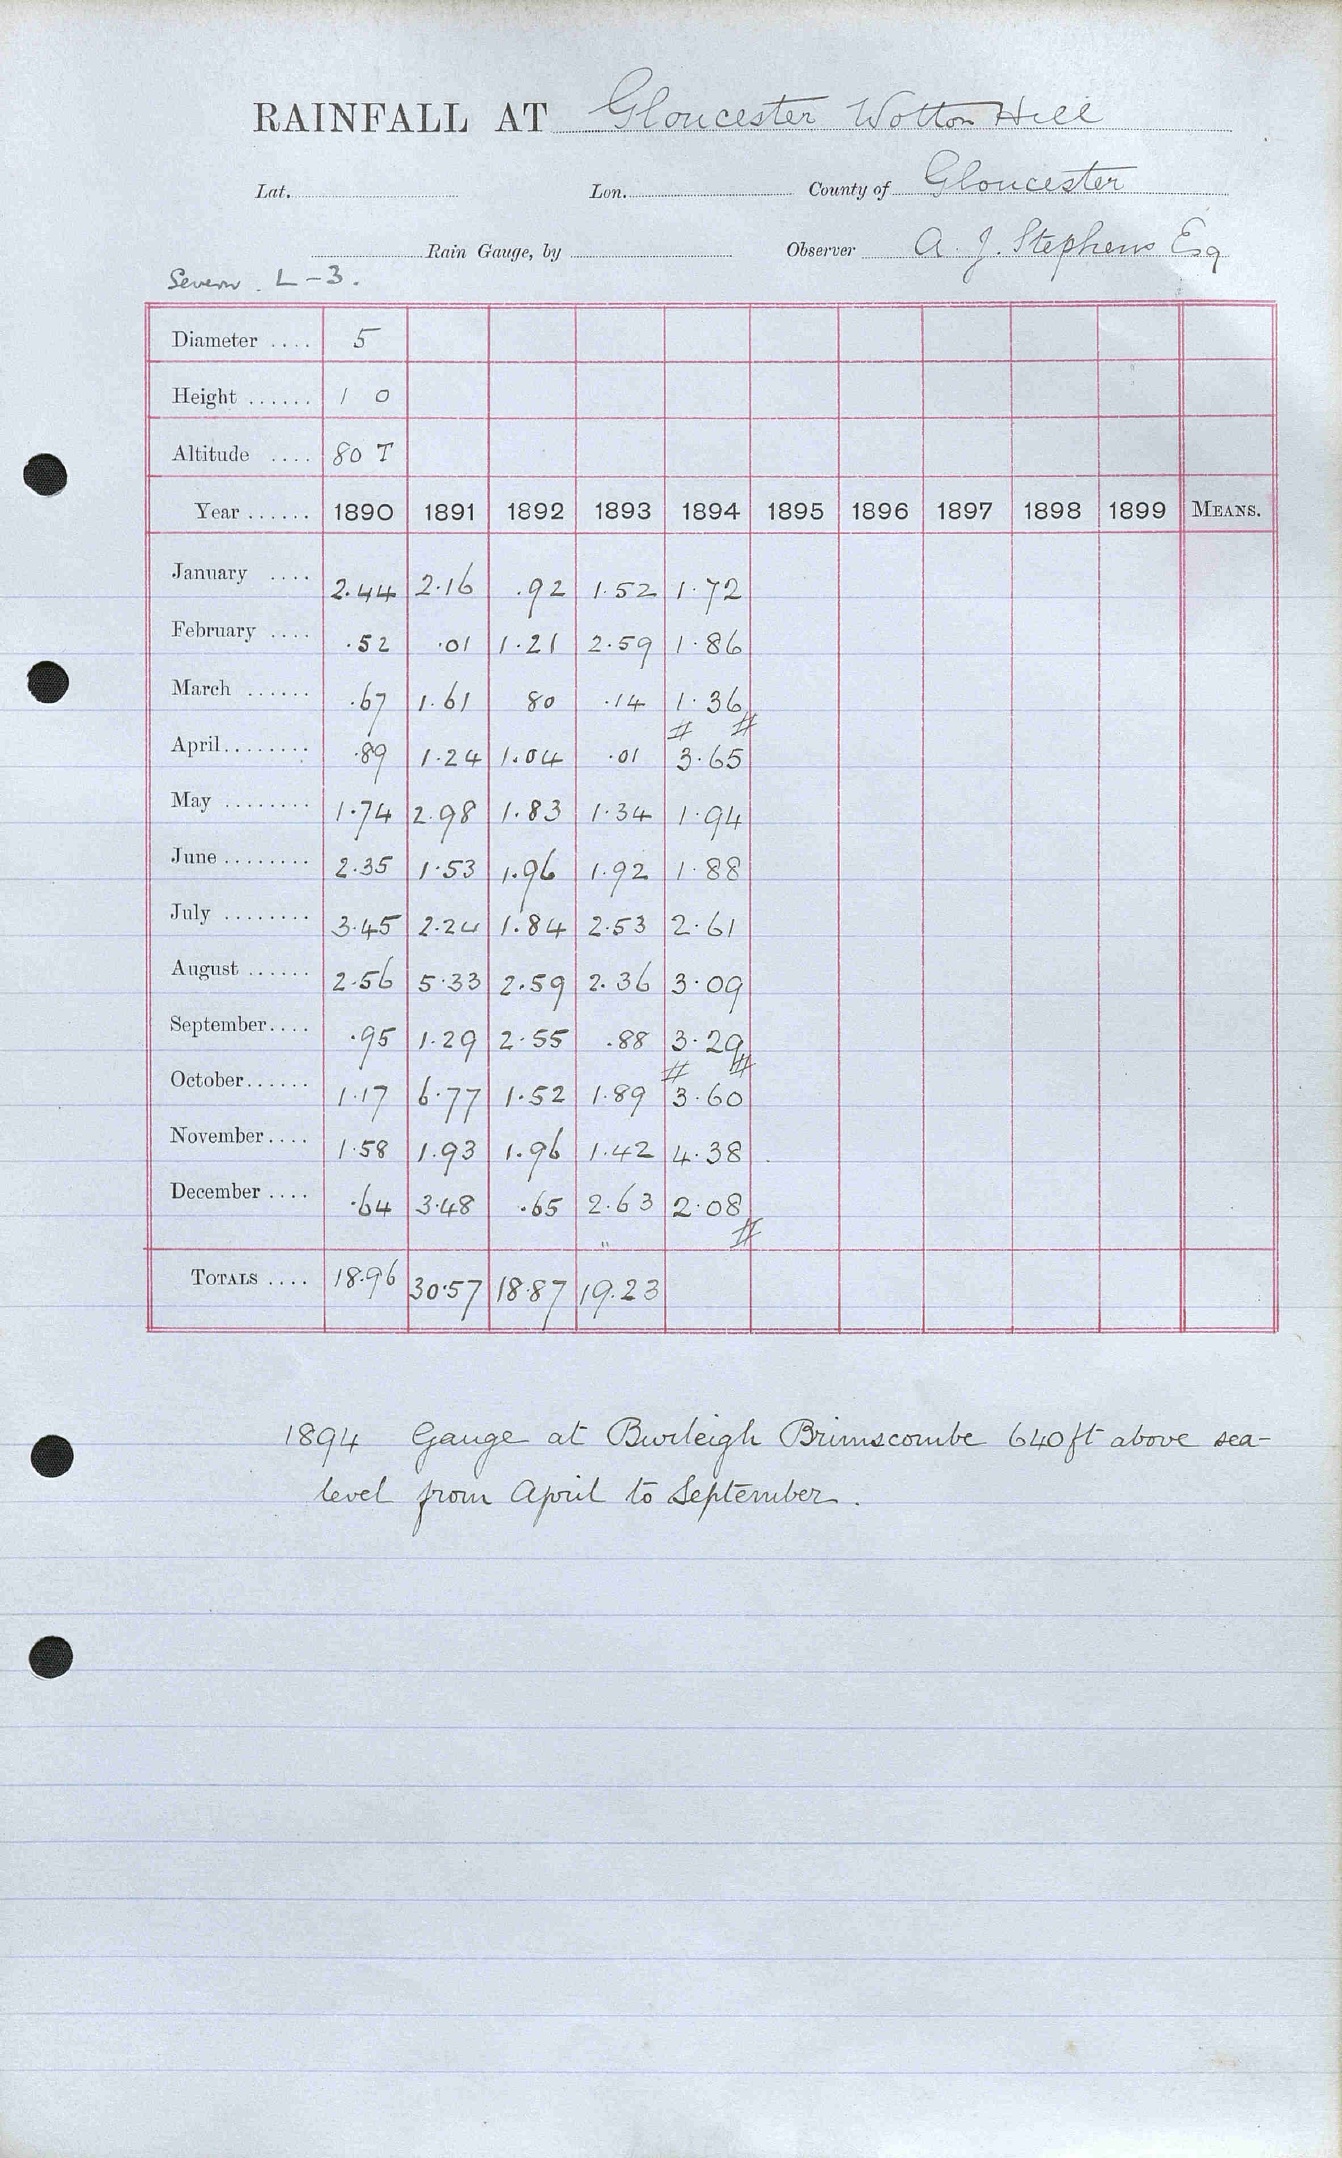 RAINFALL AT Gloucester Wotton Hill
Lat. Lon. County of Gloucester
Rain Gauge, by Observer A. J. Stephens Esq
Severn. L-3.
Diameter .... 5
Height ...... 1 0
Altitude .... 80 T
Year ...... 1890 1891 1892 1893 1894 1895 1896 1897 1898 1899 MEANS.
January .... 2.44 2.16 .92 1.52 1.72
February .... .52 .01 1.21 2.59 1.86
March ...... .67 1.61 80 .14 1.36
# #
April........ .89 1.24 1.04 .01 3.65
May ........ 1.74 2.98 1.83 1.34 1.94
June ........ 2.35 1.53 1.96 1.92 1.88
July ........ 3.45 2.24 1.84 2.53 2.61
August ...... 2.56 5.33 2.59 2.36 3.09
September.... .95 1.29 2.55 .88 3.29
# #
October...... 1.17 6.77 1.52 1.89 3.60
November.... 1.58 1.93 1.96 1.42 4.38
December .... .64 3.48 .65 2.63 2.08
" #
TOTALS .... 18.96 30.57 18.87 19.23
1894 Gauge at Burleigh Brimscombe 640ft above sea-
level from April to September.